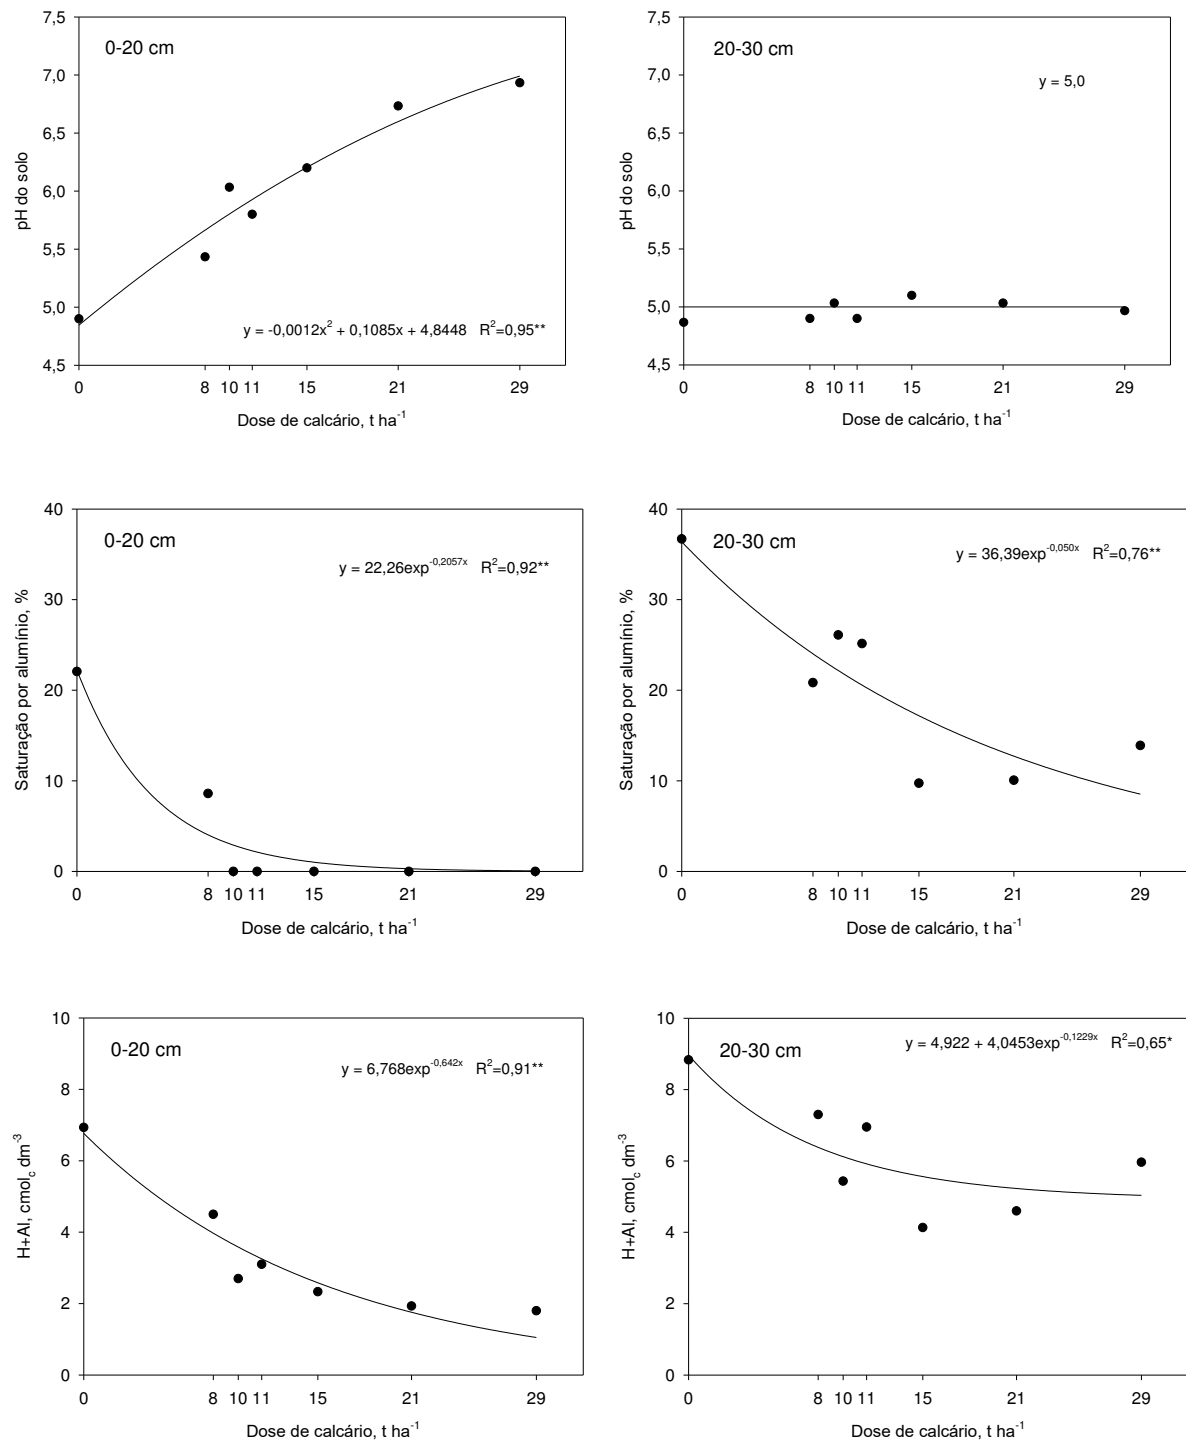 7,5
0-20 cm
7,0
6,5
6,0
5,5
5,0
4,5
pH do solo
y = -0,0012x² + 0,1085x + 4,8448 R²=0,95**
0 8 10 11 15 21 29
Dose de calcário, t ha⁻¹
7,5
20-30 cm
7,0
6,5
6,0
5,5
5,0
4,5
pH do solo
y = 5,0
0 8 10 11 15 21 29
Dose de calcário, t ha⁻¹
40
0-20 cm
30
20
10
0
Saturação por alumínio, %
y = 22,26exp⁻⁰,²⁰⁵⁷ˣ R²=0,92**
0 8 10 11 15 21 29
Dose de calcário, t ha⁻¹
40
20-30 cm
30
20
10
0
Saturação por alumínio, %
y = 36,39exp⁻⁰,⁰⁵⁰ˣ R²=0,76**
0 8 10 11 15 21 29
Dose de calcário, t ha⁻¹
10
0-20 cm
8
6
4
2
0
H+Al, cmol꜀ dm⁻³
y = 6,768exp⁻⁰,⁶⁴²ˣ R²=0,91**
0 8 10 11 15 21 29
Dose de calcário, t ha⁻¹
10
20-30 cm
8
6
4
2
0
H+Al, cmol꜀ dm⁻³
y = 4,922 + 4,0453exp⁻⁰,¹²²⁹ˣ R²=0,65*
0 8 10 11 15 21 29
Dose de calcário, t ha⁻¹